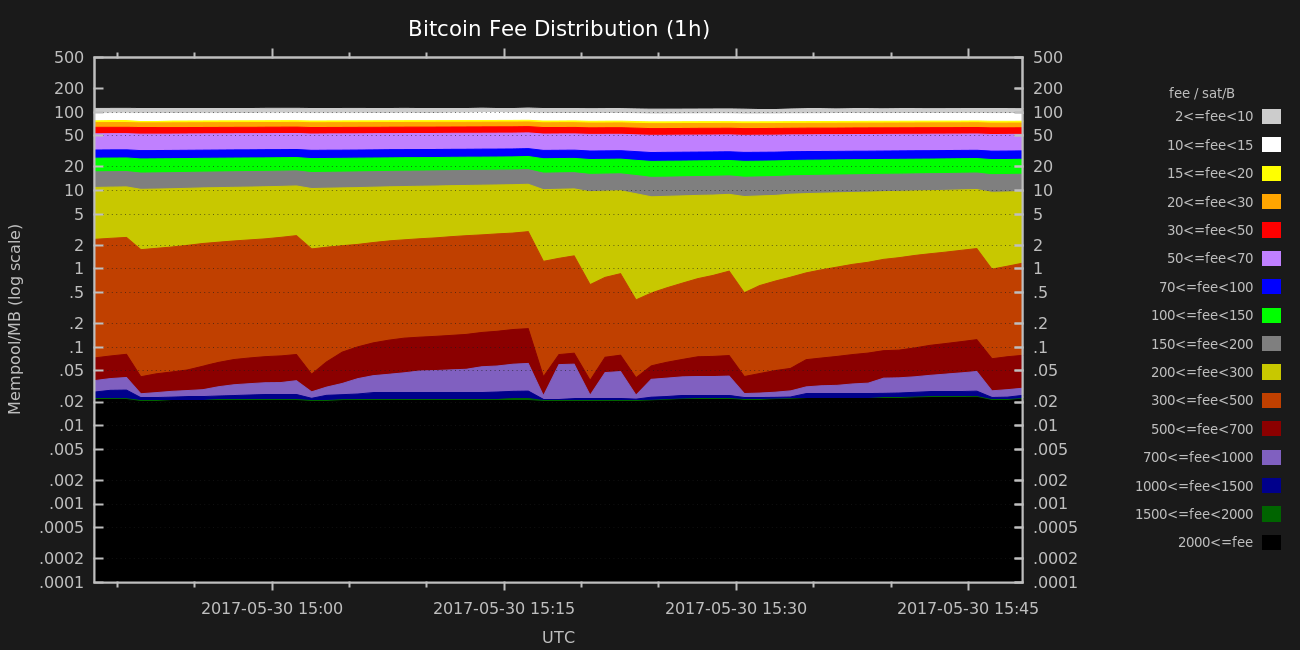 Bitcoin Fee Distribution (1h)
500
200
100
50
20
10
5
2
1
.5
.2
.1
.05
.02
.01
.005
.002
.001
.0005
.0002
.0001
Mempool/MB (log scale)
500
200
100
50
20
10
5
2
1
.5
.2
.1
.05
.02
.01
.005
.002
.001
.0005
.0002
.0001
2017-05-30 15:00
2017-05-30 15:15
2017-05-30 15:30
2017-05-30 15:45
UTC
fee / sat/B
2<=fee<10
10<=fee<15
15<=fee<20
20<=fee<30
30<=fee<50
50<=fee<70
70<=fee<100
100<=fee<150
150<=fee<200
200<=fee<300
300<=fee<500
500<=fee<700
700<=fee<1000
1000<=fee<1500
1500<=fee<2000
2000<=fee